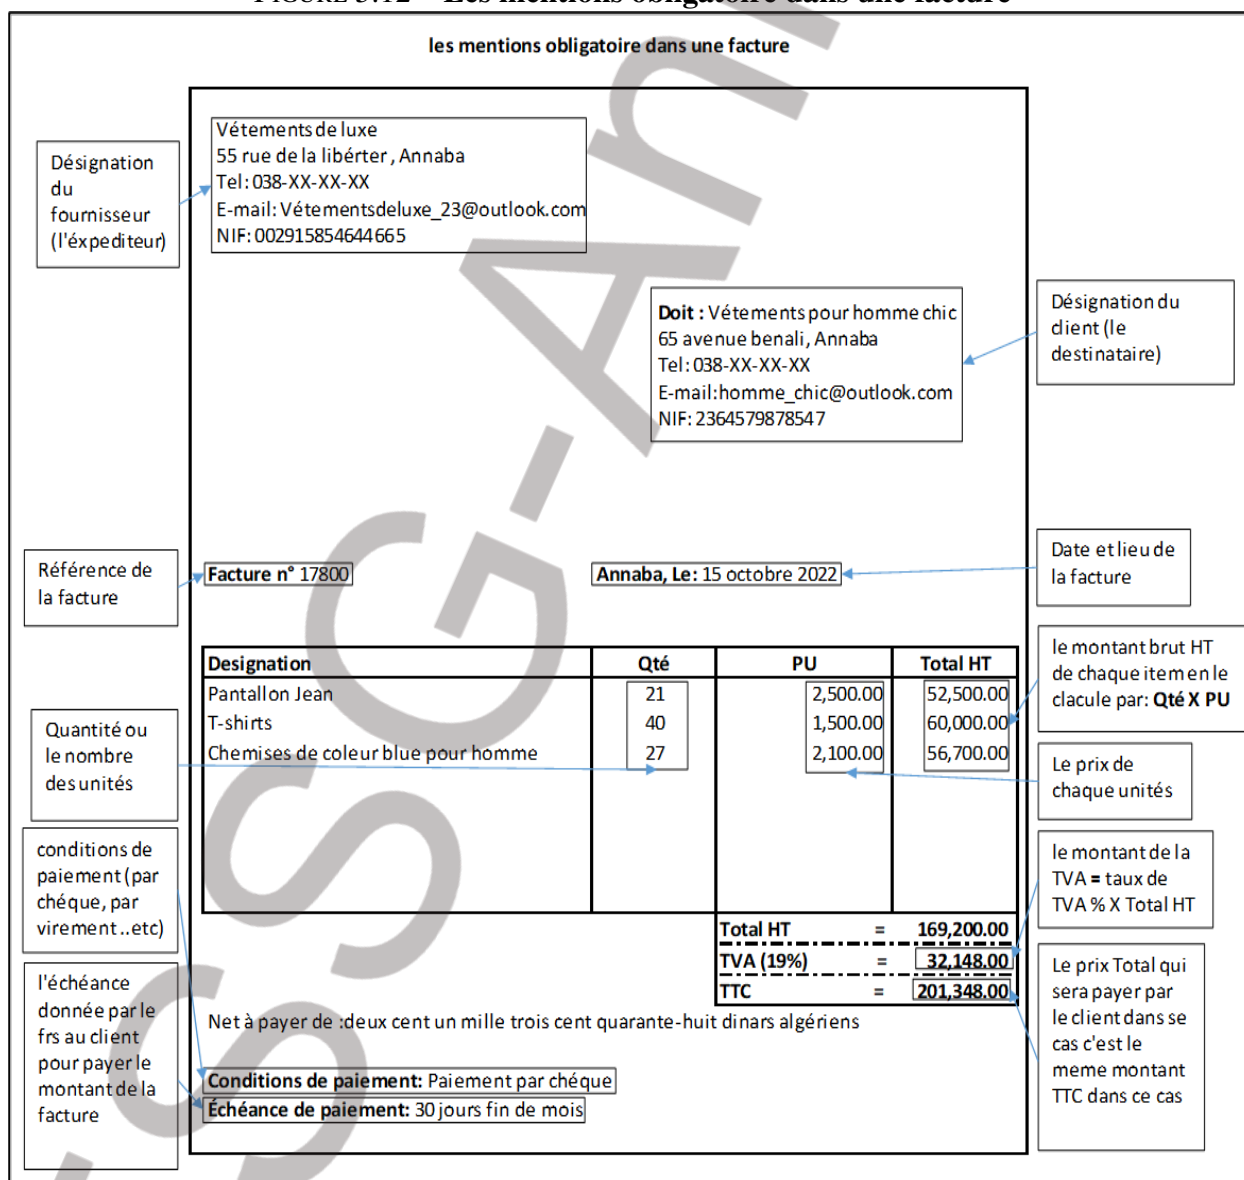 les mentions obligatoire dans une facture
Vétements de luxe
55 rue de la libérter , Annaba
Tel: 038-XX-XX-XX
E-mail: Vétementsdeluxe_23@outlook.com
NIF: 002915854644665
Désignation
du
fournisseur
(l'éxpediteur)
Doit : Vétements pour homme chic
65 avenue benali, Annaba
Tel: 038-XX-XX-XX
E-mail:homme_chic@outlook.com
NIF: 2364579878547
Désignation du
client (le
destinataire)
Référence de
la facture
Facture n° 17800
Annaba, Le: 15 octobre 2022
Date et lieu de
la facture
Designation Qté PU Total HT
Pantallon Jean 21 2,500.00 52,500.00
T-shirts 40 1,500.00 60,000.00
Chemises de coleur blue pour homme 27 2,100.00 56,700.00
le montant brut HT
de chaque item en le
clacule par: Qté X PU
Quantité ou
le nombre
des unités
Le prix de
chaque unités
conditions de
paiement (par
chéque, par
virement ..etc)
le montant de la
TVA = taux de
TVA % X Total HT
Total HT = 169,200.00
TVA (19%) = 32,148.00
TTC = 201,348.00
Net à payer de :deux cent un mille trois cent quarante-huit dinars algériens
l'échéance
donnée par le
frs au client
pour payer le
montant de la
facture
Le prix Total qui
sera payer par
le client dans se
cas c'est le
meme montant
TTC dans ce cas
Conditions de paiement: Paiement par chéque
Échéance de paiement: 30 jours fin de mois